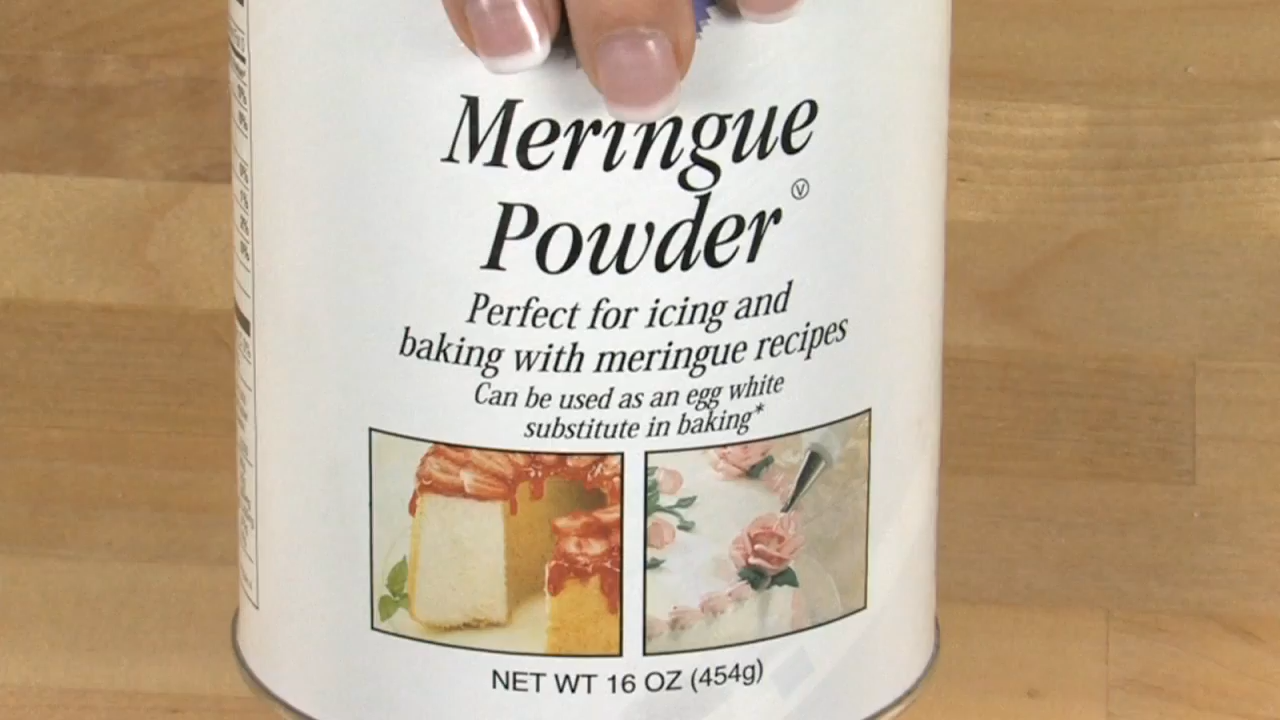 Meringue
Powder Ⓥ
Perfect for icing and
baking with meringue recipes
Can be used as an egg white
substitute in baking*
NET WT 16 OZ (454g)